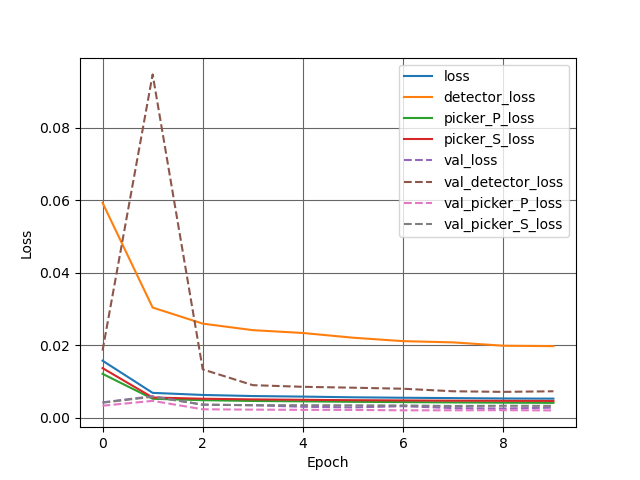 loss
detector_loss
picker_P_loss
picker_S_loss
val_loss
val_detector_loss
val_picker_P_loss
val_picker_S_loss
0.08
0.06
0.04
0.02
0.00
Loss
0 2 4 6 8
Epoch